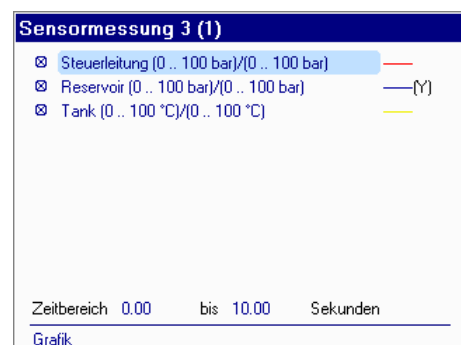 Sensormessung 3 (1)
Steuerleitung (0 .. 100 bar)/(0 .. 100 bar)
Reservoir (0 .. 100 bar)/(0 .. 100 bar) (Y)
Tank (0 .. 100 °C)/(0 .. 100 °C)
Zeitbereich 0.00 bis 10.00 Sekunden
Grafik